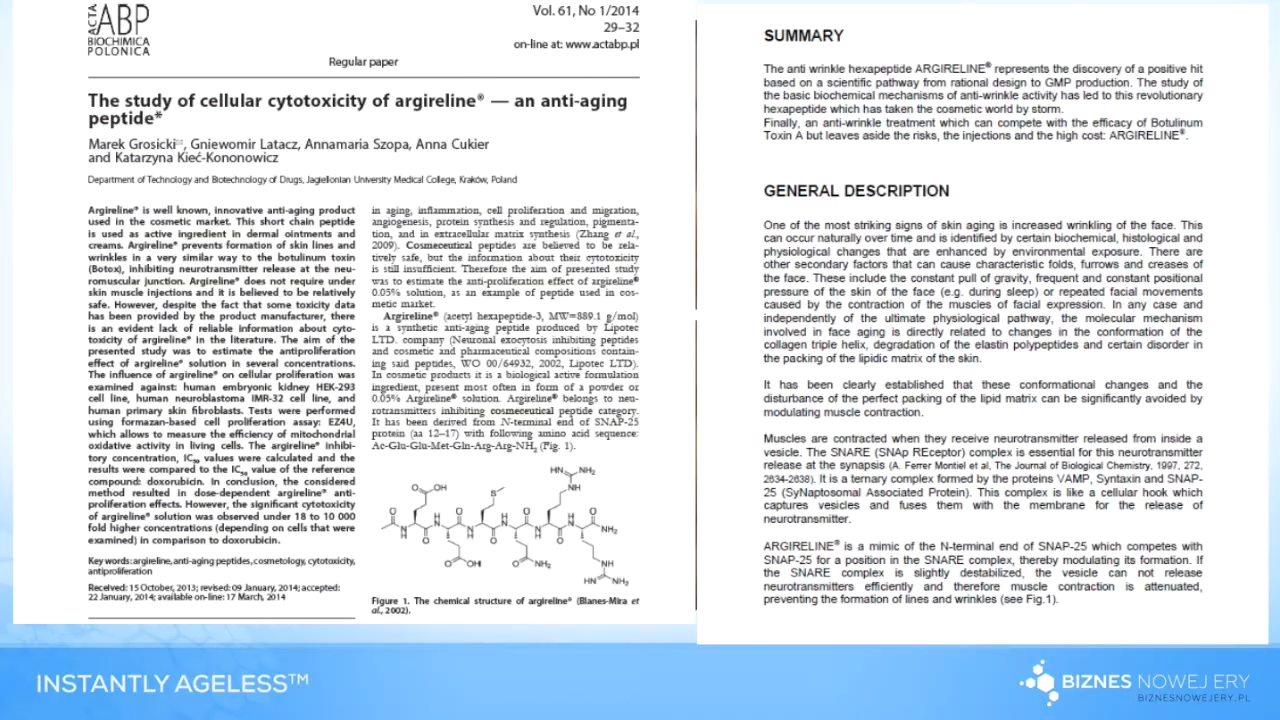 ACTA
ABP
BIOCHIMICA
POLONICA
Vol. 61, No 1/2014
29–32
on-line at: www.actabp.pl
Regular paper
The study of cellular cytotoxicity of argireline® — an anti-aging
peptide*
Marek Grosicki, Gniewomir Latacz, Annamaria Szopa, Anna Cukier
and Katarzyna Kieć-Kononowicz
Department of Technology and Biotechnology of Drugs, Jagiellonian University Medical College, Kraków, Poland
Argireline® is well known, innovative anti-aging product
used in the cosmetic market. This short chain peptide
is used as active ingredient in dermal ointments and
creams. Argireline® prevents formation of skin lines and
wrinkles in a very similar way to the botulinum toxin
(Botox), inhibiting neurotransmitter release at the neu-
romuscular junction. Argireline® does not require under
skin muscle injections and it is believed to be relatively
safe. However, despite the fact that some toxicity data
has been provided by the product manufacturer, there
is an evident lack of reliable information about cyto-
toxicity of argireline® in the literature. The aim of the
presented study was to estimate the antiproliferation
effect of argireline® solution in several concentrations.
The influence of argireline® on cellular proliferation was
examined against: human embryonic kidney HEK-293
cell line, human neuroblastoma IMR-32 cell line, and
human primary skin fibroblasts. Tests were performed
using formazan-based cell proliferation assay: EZ4U,
which allows to measure the efficiency of mitochondrial
oxidative activity in living cells. The argireline® inhibi-
tory concentration, IC50 values were calculated and the
results were compared to the IC50 value of the reference
compound: doxorubicin. In conclusion, the considered
method resulted in dose-dependent argireline® anti-
proliferation effects. However, the significant cytotoxicity
of argireline® solution was observed under 18 to 10 000
fold higher concentrations (depending on cells that were
examined) in comparison to doxorubicin.
Key words: argireline, anti-aging peptides, cosmetology, cytotoxicity,
antiproliferation
Received: 15 October, 2013; revised: 09 January, 2014; accepted:
22 January, 2014; available on-line: 17 March, 2014
in aging, inflammation, cell proliferation and migration,
angiogenesis, protein synthesis and regulation, pigmenta-
tion, and in extracellular matrix synthesis (Zhang et al.,
2009). Cosmeceutical peptides are believed to be rela-
tively safe, but the information about their cytotoxicity
is still insufficient. Therefore the aim of presented study
was to estimate the anti-proliferation effect of argireline®
0.05% solution, as an example of peptide used in cos-
metic market.
Argireline® (acetyl hexapeptide-3, MW=889.1 g/mol)
is a synthetic anti-aging peptide produced by Lipotec
LTD. company (Neuronal exocytosis inhibiting peptides
and cosmetic and pharmaceutical compositions contain-
ing said peptides, WO 00/64932, 2002, Lipotec LTD).
In cosmetic products it is a biological active formulation
ingredient, present most often in form of a powder or
0.05% Argireline® solution. Argireline® belongs to neu-
rotransmitters inhibiting cosmeceutical peptide category.
It has been derived from N-terminal end of SNAP-25
protein (aa 12–17) with following amino acid sequence:
Ac-Glu-Glu-Met-Gln-Arg-Arg-NH2 (Fig. 1).
Figure 1. The chemical structure of argireline® (Blanes-Mira et
al., 2002).
SUMMARY
The anti wrinkle hexapeptide ARGIRELINE® represents the discovery of a positive hit
based on a scientific pathway from rational design to GMP production. The study of
the basic biochemical mechanisms of anti-wrinkle activity has led to this revolutionary
hexapeptide which has taken the cosmetic world by storm.
Finally, an anti-wrinkle treatment which can compete with the efficacy of Botulinum
Toxin A but leaves aside the risks, the injections and the high cost: ARGIRELINE®.
GENERAL DESCRIPTION
One of the most striking signs of skin aging is increased wrinkling of the face. This
can occur naturally over time and is identified by certain biochemical, histological and
physiological changes that are enhanced by environmental exposure. There are
other secondary factors that can cause characteristic folds, furrows and creases of
the face. These include the constant pull of gravity, frequent and constant positional
pressure of the skin of the face (e.g. during sleep) or repeated facial movements
caused by the contraction of the muscles of facial expression. In any case and
independently of the ultimate physiological pathway, the molecular mechanism
involved in face aging is directly related to changes in the conformation of the
collagen triple helix, degradation of the elastin polypeptides and certain disorder in
the packing of the lipidic matrix of the skin.
It has been clearly established that these conformational changes and the
disturbance of the perfect packing of the lipid matrix can be significantly avoided by
modulating muscle contraction.
Muscles are contracted when they receive neurotransmitter released from inside a
vesicle. The SNARE (SNAp REceptor) complex is essential for this neurotransmitter
release at the synapsis (A. Ferrer Montiel et al, The Journal of Biological Chemistry, 1997, 272,
2634-2638). It is a ternary complex formed by the proteins VAMP, Syntaxin and SNAP-
25 (SyNaptosomal Associated Protein). This complex is like a cellular hook which
captures vesicles and fuses them with the membrane for the release of
neurotransmitter.
ARGIRELINE® is a mimic of the N-terminal end of SNAP-25 which competes with
SNAP-25 for a position in the SNARE complex, thereby modulating its formation. If
the SNARE complex is slightly destabilized, the vesicle can not release
neurotransmitters efficiently and therefore muscle contraction is attenuated,
preventing the formation of lines and wrinkles (see Fig.1).
INSTANTLY AGELESS™
BIZNES NOWEJ ERY
BIZNESNOWEJERY.PL